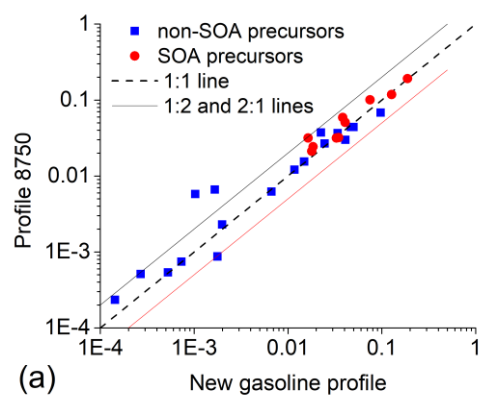 non-SOA precursors
SOA precursors
1:1 line
1:2 and 2:1 lines
Profile 8750
1
0.1
0.01
1E-3
1E-4
1E-4
1E-3
0.01
0.1
1
(a)
New gasoline profile